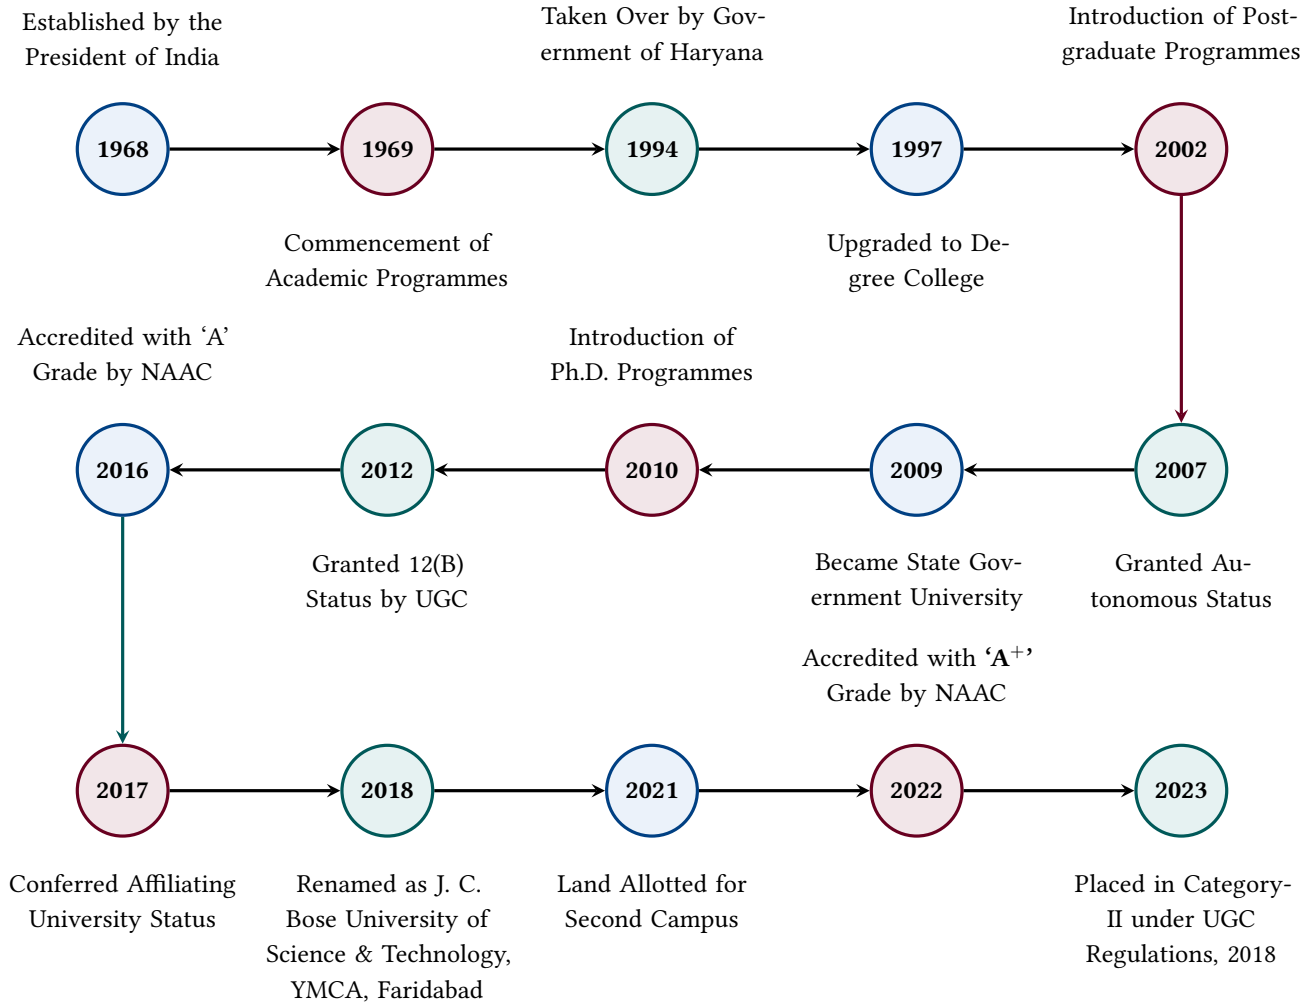 Established by the
President of India
Taken Over by Gov-
ernment of Haryana
Introduction of Post-
graduate Programmes
1968
1969
1994
1997
2002
Commencement of
Academic Programmes
Upgraded to De-
gree College
Accredited with ‘A’
Grade by NAAC
Introduction of
Ph.D. Programmes
2016
2012
2010
2009
2007
Granted 12(B)
Status by UGC
Became State Gov-
ernment University
Granted Au-
tonomous Status
Accredited with ‘A⁺’
Grade by NAAC
2017
2018
2021
2022
2023
Conferred Affiliating
University Status
Renamed as J. C.
Bose University of
Science & Technology,
YMCA, Faridabad
Land Allotted for
Second Campus
Placed in Category-
II under UGC
Regulations, 2018